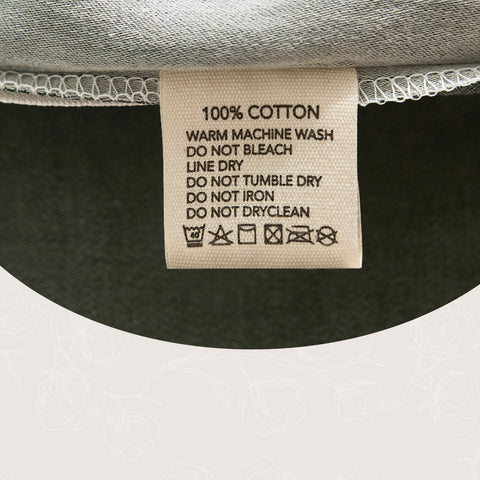 100% COTTON
WARM MACHINE WASH
DO NOT BLEACH
LINE DRY
DO NOT TUMBLE DRY
DO NOT IRON
DO NOT DRYCLEAN
40